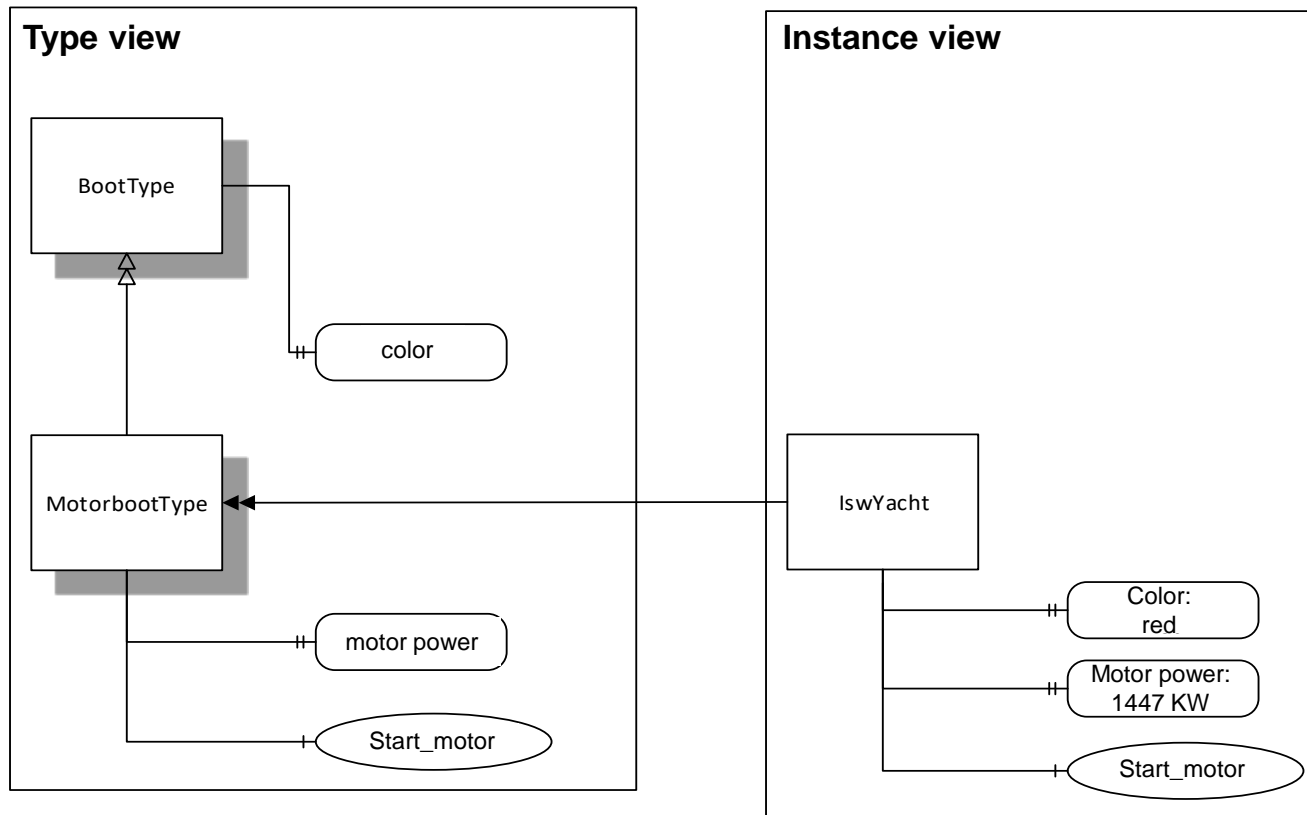 Type view
BootType
color
MotorbootType
motor power
Start_motor
Instance view
IswYacht
Color:
red
Motor power:
1447 KW
Start_motor